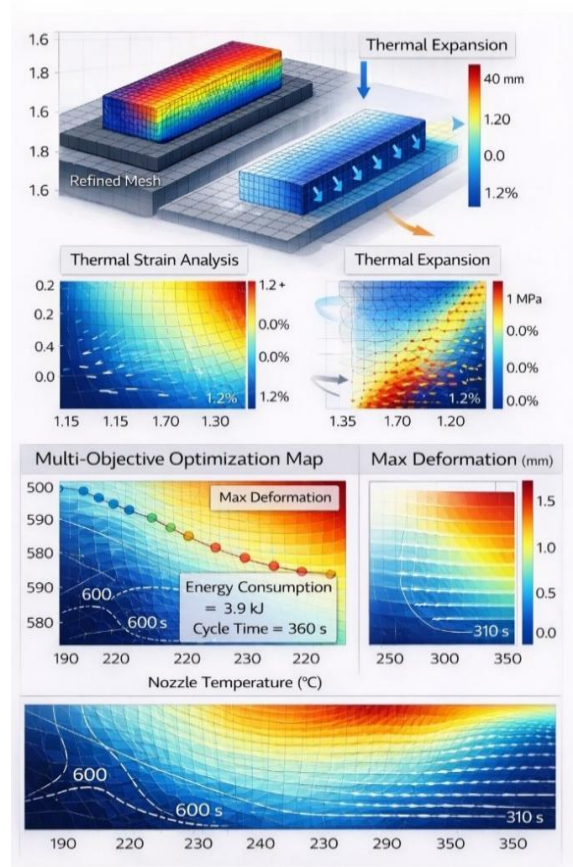 1.6
1.8
1.6
1.8
1.6
Thermal Expansion
40 mm
1.20
0.0
1.2%
Refined Mesh
Thermal Strain Analysis
0.2
0.2
0.4
0.0
1.2 +
0.0%
0.0%
1.2%
1.2%
1.15 1.15 1.70 1.30
Thermal Expansion
1 MPa
0.0%
0.0%
0.0%
1.2%
1.35 1.70 1.20
Multi-Objective Optimization Map
500
590
580
590
580
Max Deformation
Energy Consumption
= 3.9 kJ
Cycle Time = 360 s
600
600 s
190 220 220 230 220
Nozzle Temperature (°C)
Max Deformation (mm)
1.5
1.0
0.5
0.0
310 s
250 300 350
600
600 s
310 s
190 220 230 240 230 290 350 350